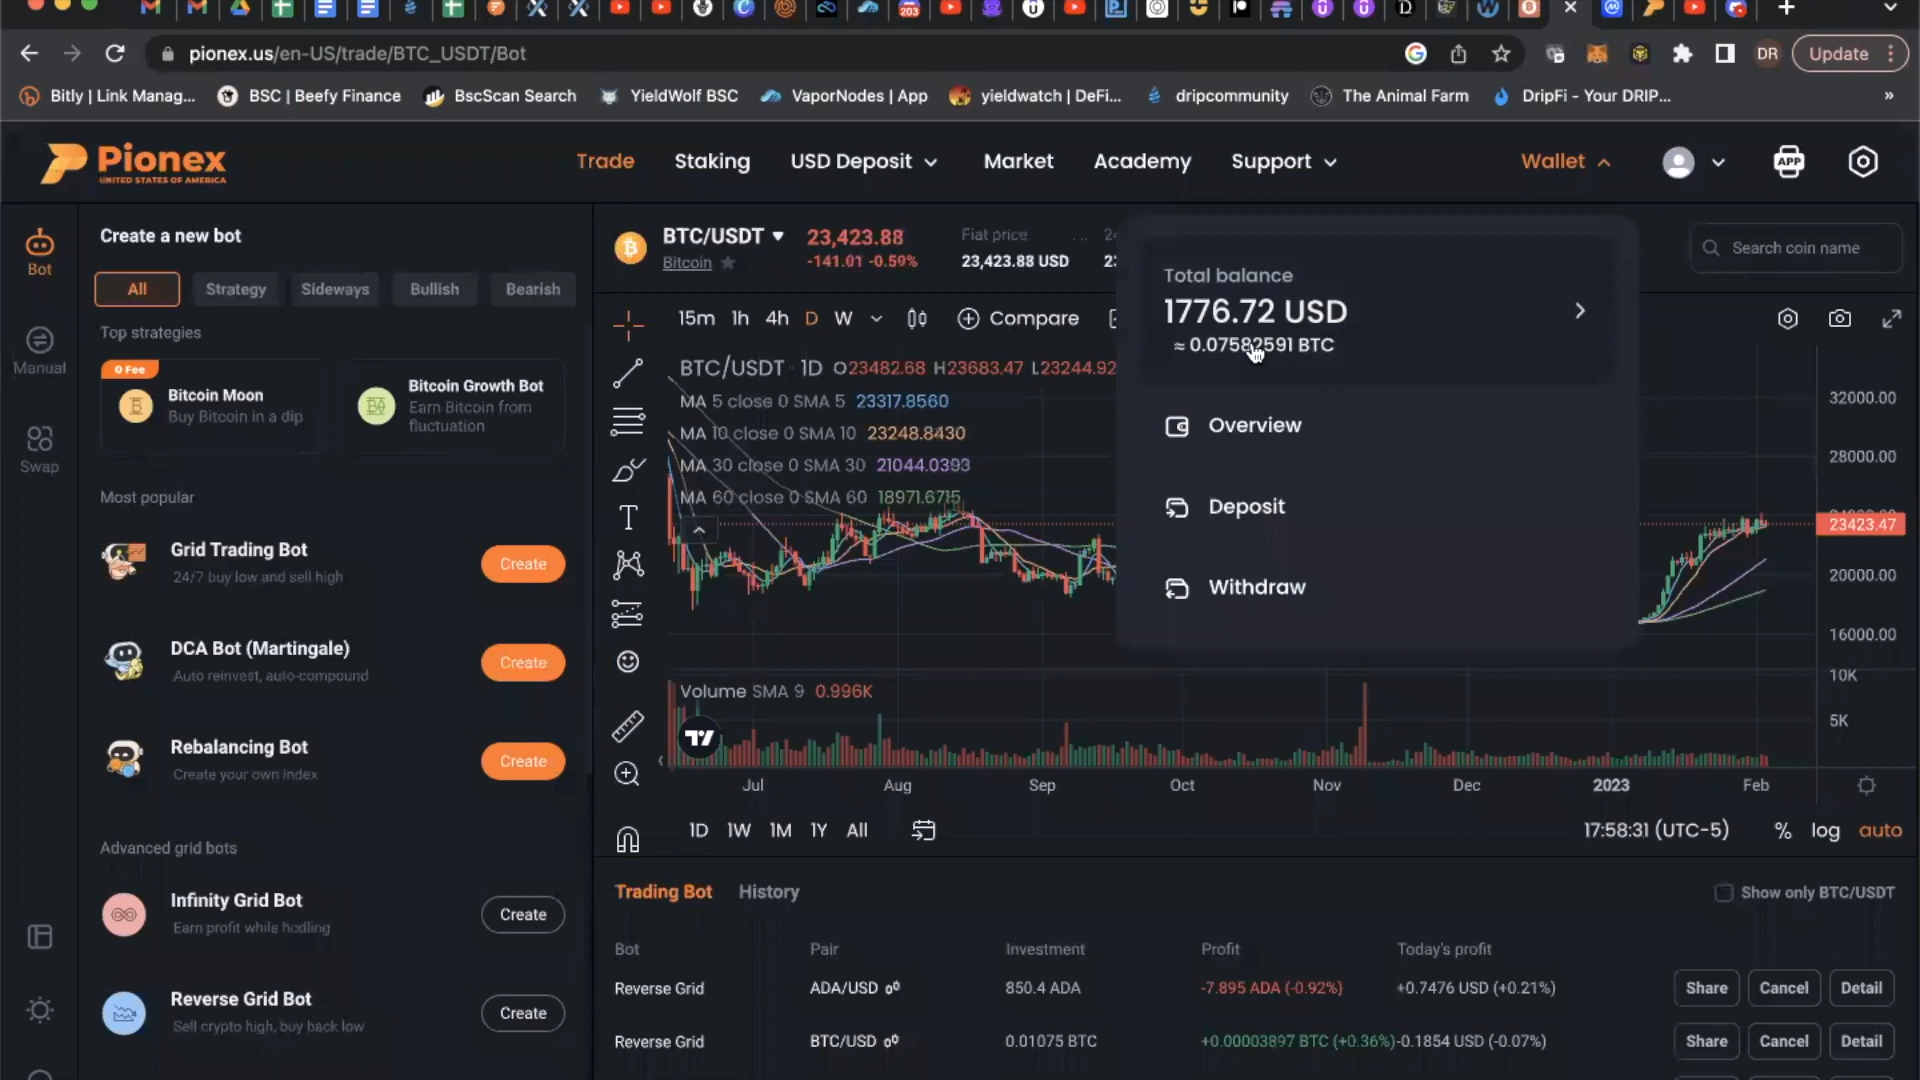 203
pionex.us/en-US/trade/BTC_USDT/Bot
DR
Update
Bitly | Link Manag...
BSC | Beefy Finance
BscScan Search
YieldWolf BSC
VaporNodes | App
yieldwatch | DeFi...
dripcommunity
The Animal Farm
DripFi - Your DRIP...
»
Pionex
UNITED STATES OF AMERICA
Trade
Staking
USD Deposit
Market
Academy
Support
Wallet
APP
Bot
Manual
Swap
Create a new bot
All
Strategy
Sideways
Bullish
Bearish
Top strategies
0 Fee
Bitcoin Moon
Buy Bitcoin in a dip
Bitcoin Growth Bot
Earn Bitcoin from
fluctuation
Most popular
Grid Trading Bot
24/7 buy low and sell high
Create
DCA Bot (Martingale)
Auto reinvest, auto-compound
Create
Rebalancing Bot
Create your own index
Create
Advanced grid bots
Infinity Grid Bot
Earn profit while hodling
Create
Reverse Grid Bot
Sell crypto high, buy back low
Create
BTC/USDT
Bitcoin
23,423.88
-141.01 -0.59%
Fiat price
23,423.88 USD
Search coin name
15m 1h 4h D W
Compare
BTC/USDT 1D O23482.68 H23683.47 L23244.92
MA 5 close 0 SMA 5 23317.8560
MA 10 close 0 SMA 10 23248.8430
MA 30 close 0 SMA 30 21044.0393
MA 60 close 0 SMA 60 18971.6715
Total balance
1776.72 USD
≈ 0.07582591 BTC
Overview
Deposit
Withdraw
32000.00
28000.00
23423.47
20000.00
16000.00
10K
5K
Volume SMA 9 0.996K
Jul Aug Sep Oct Nov Dec 2023 Feb
1D 1W 1M 1Y All
17:58:31 (UTC-5)
% log auto
Trading Bot
History
Show only BTC/USDT
Bot Pair Investment Profit Today's profit
Reverse Grid ADA/USD 850.4 ADA -7.895 ADA (-0.92%) +0.7476 USD (+0.21%) Share Cancel Detail
Reverse Grid BTC/USD 0.01075 BTC +0.00003897 BTC (+0.36%) -0.1854 USD (-0.07%) Share Cancel Detail